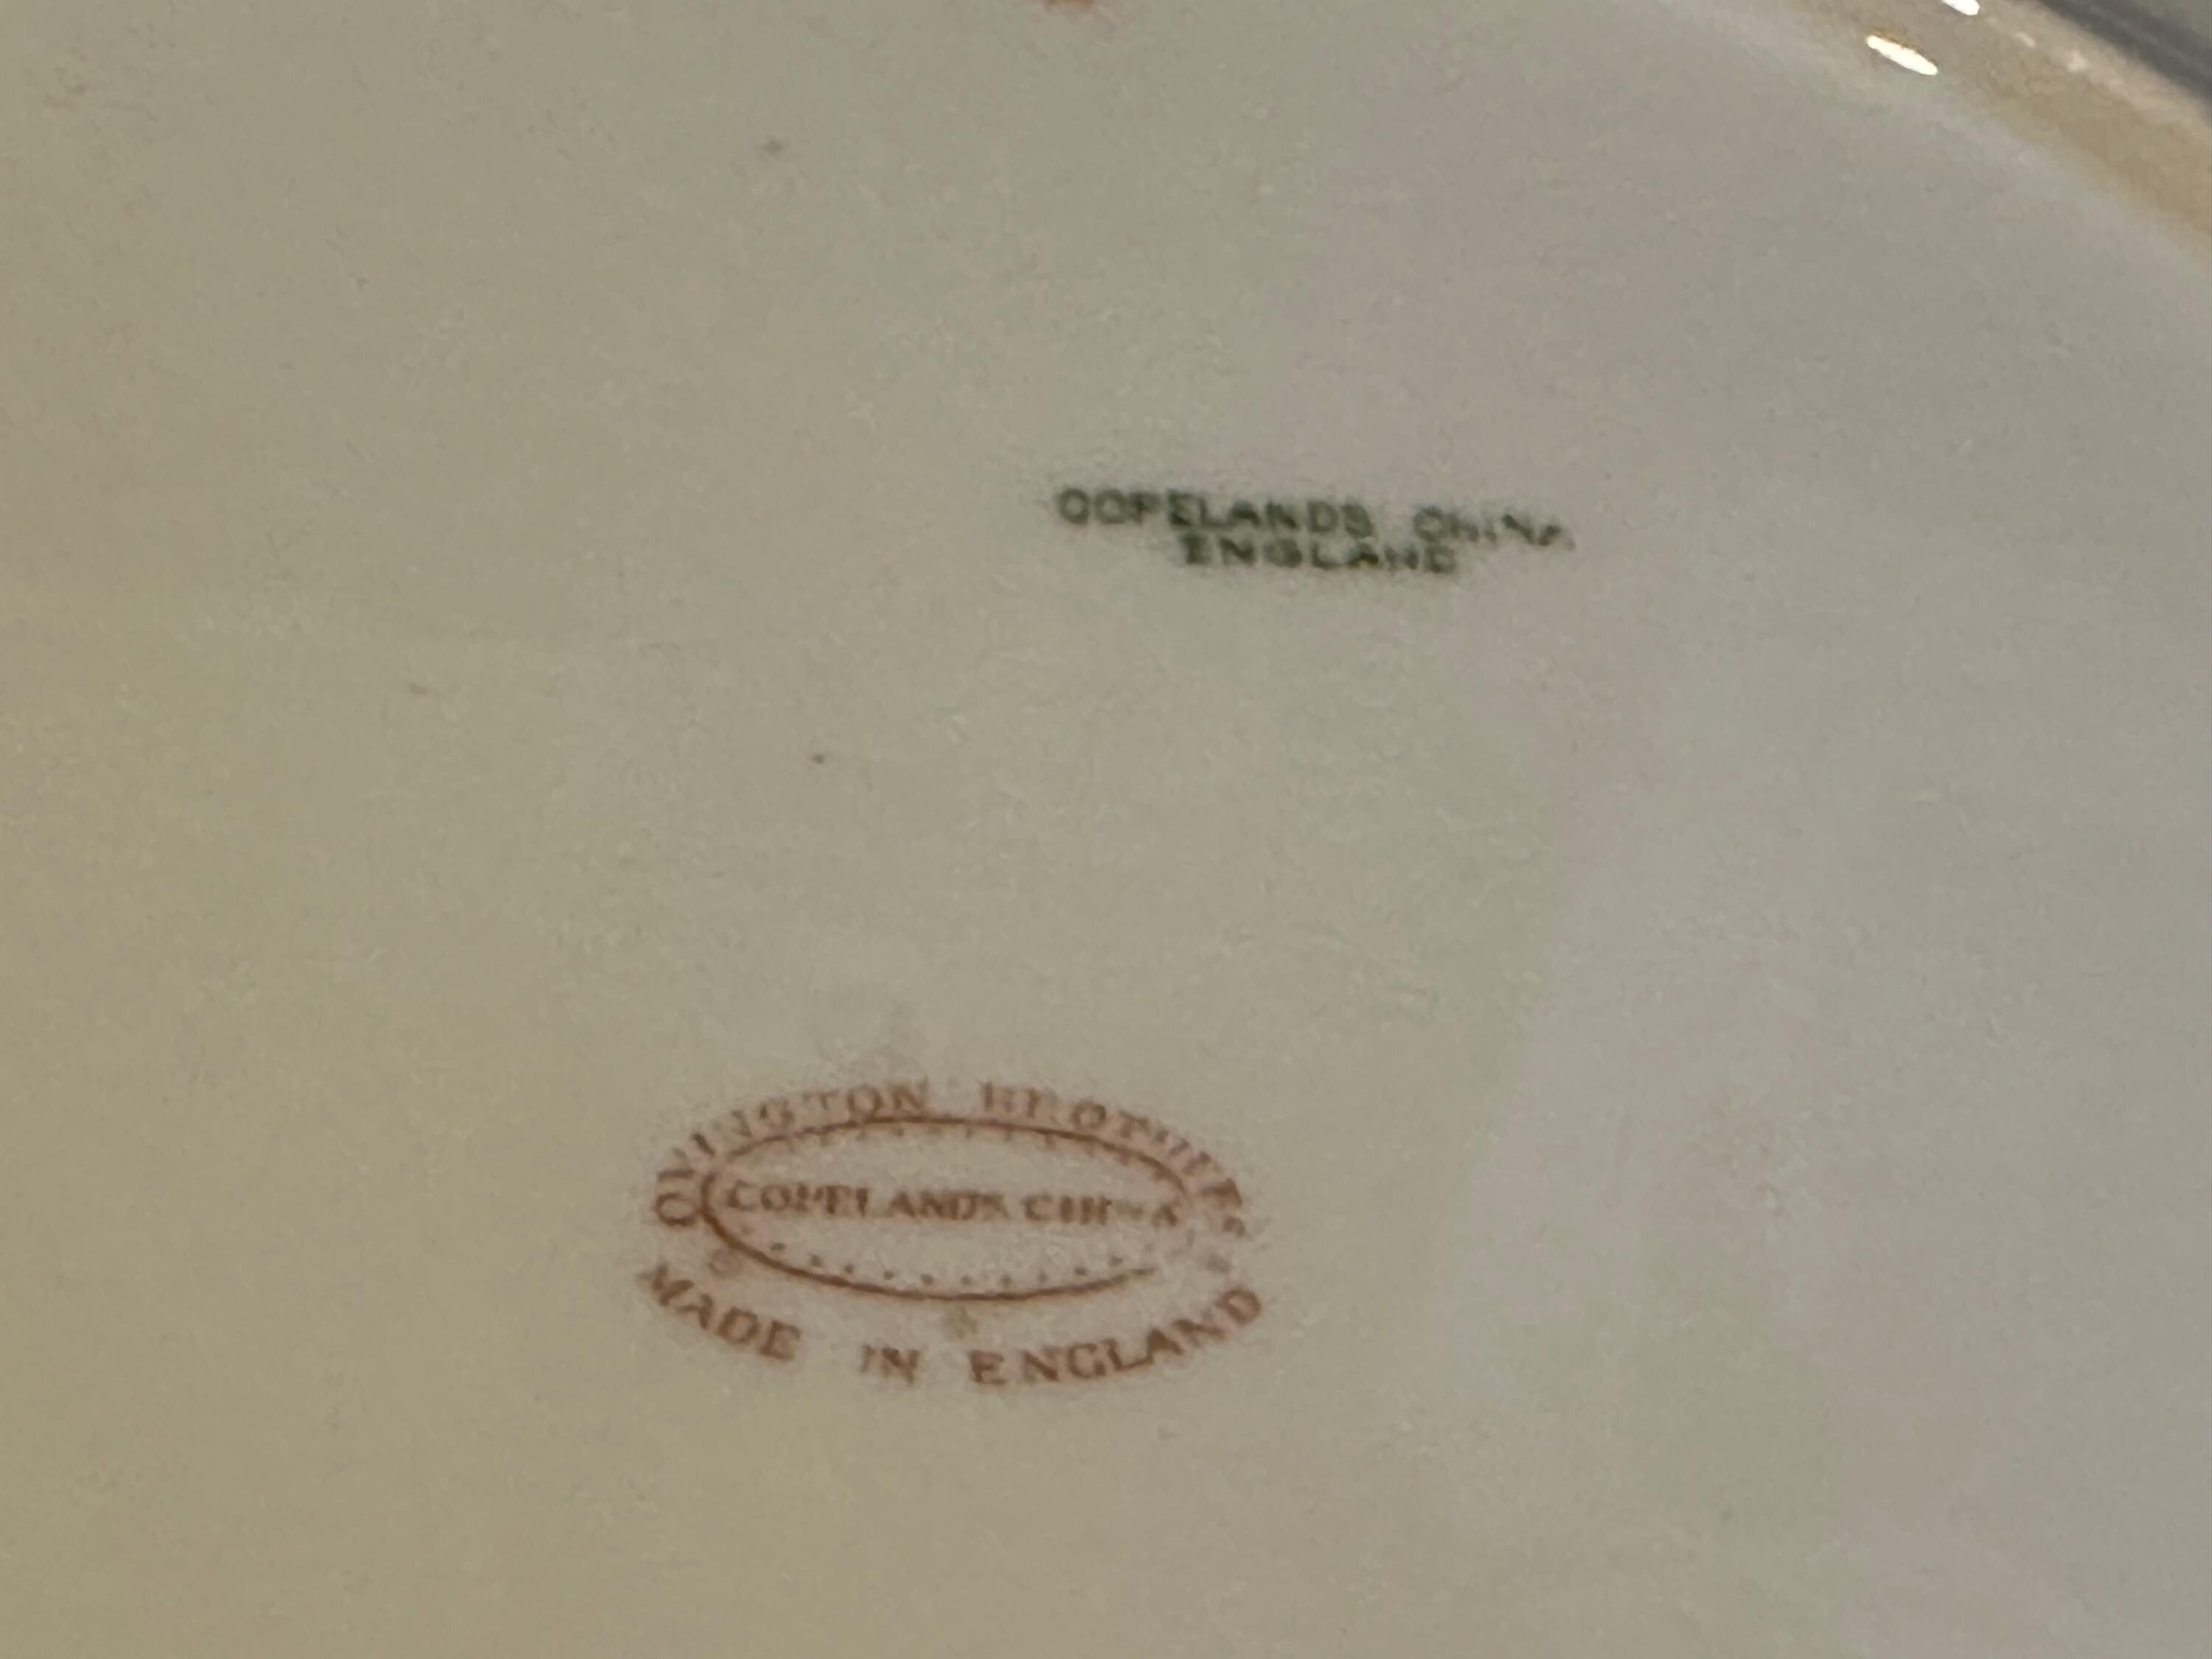 COPELANDS CHINA
ENGLAND
OVINGTON BROTHERS
COPELANDS CHINA
MADE IN ENGLAND